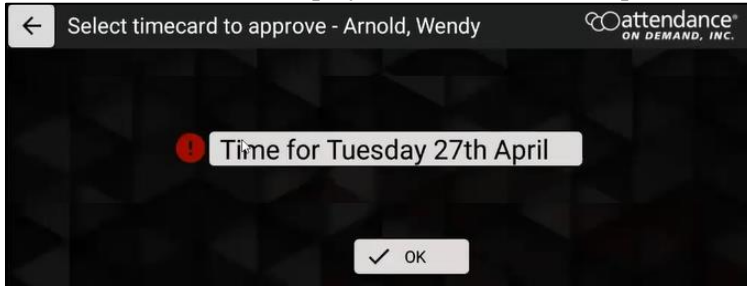 Select timecard to approve - Arnold, Wendy
attendance®
ON DEMAND, INC.
! Time for Tuesday 27th April
OK